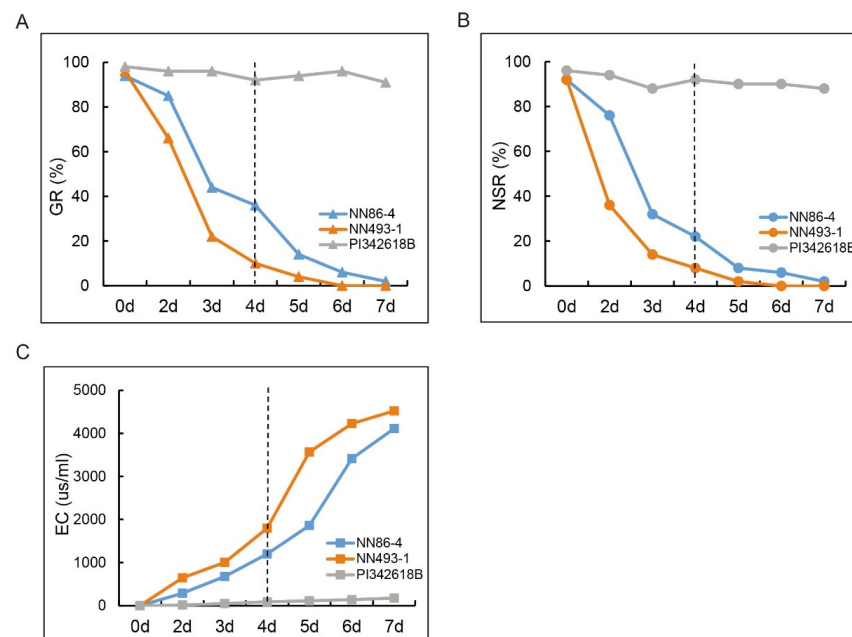 A
100
80
60
40
20
0
GR (%)
NN86-4
NN493-1
PI342618B
0d 2d 3d 4d 5d 6d 7d
B
100
80
60
40
20
0
NSR (%)
NN86-4
NN493-1
PI342618B
0d 2d 3d 4d 5d 6d 7d
C
5000
4000
3000
2000
1000
0
EC (us/ml)
NN86-4
NN493-1
PI342618B
0d 2d 3d 4d 5d 6d 7d